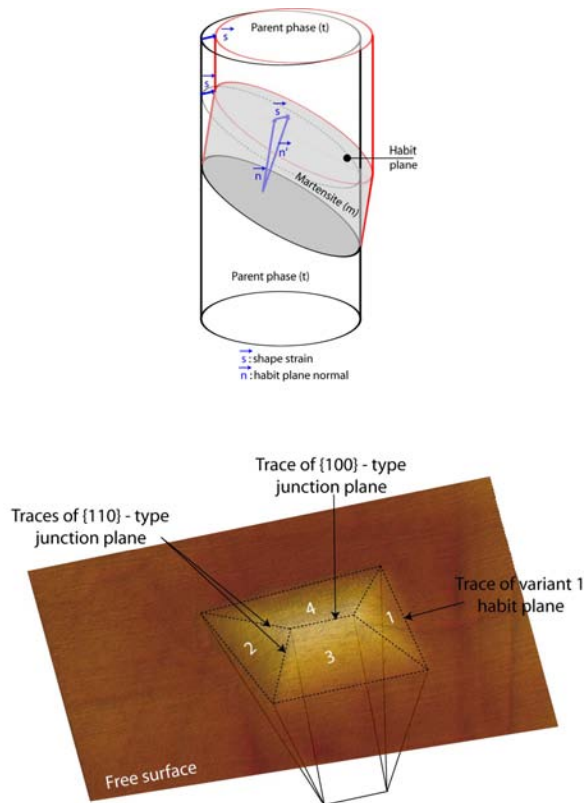 Parent phase (t)
s
s
s
n'
n
Habit
plane
Martensite (m)
Parent phase (t)
s : shape strain
n : habit plane normal
Trace of {100} - type
junction plane
Traces of {110} - type
junction plane
Trace of variant 1
habit plane
4
1
2
3
Free surface